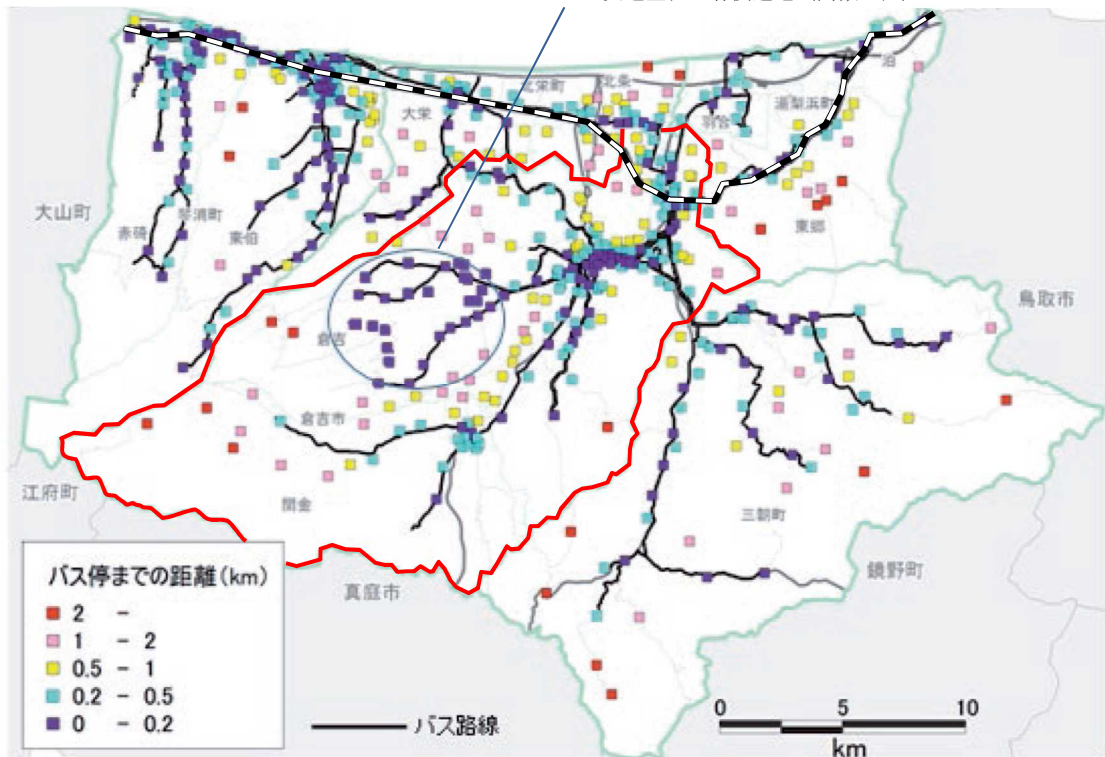 泊
北栄町
北条
湯梨浜町
羽合
大栄
大山町
琴浦町
赤碕
東伯
東郷
鳥取市
倉吉
倉吉市
江府町
関金
三朝町
真庭市
鏡野町
バス停までの距離(km)
2 -
1 - 2
0.5 - 1
0.2 - 0.5
0 - 0.2
バス路線
0 5 10
km